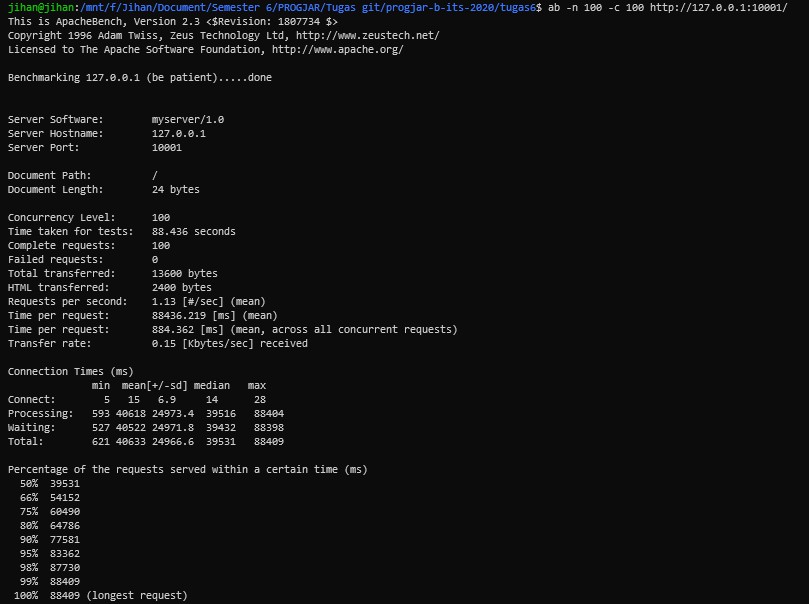 jihan@jihan:/mnt/f/Jihan/Document/Semester 6/PROGJAR/Tugas git/progjar-b-its-2020/tugas6$ ab -n 100 -c 100 http://127.0.0.1:10001/
This is ApacheBench, Version 2.3 <$Revision: 1807734 $>
Copyright 1996 Adam Twiss, Zeus Technology Ltd, http://www.zeustech.net/
Licensed to The Apache Software Foundation, http://www.apache.org/
Benchmarking 127.0.0.1 (be patient).....done
Server Software:        myserver/1.0
Server Hostname:        127.0.0.1
Server Port:            10001
Document Path:          /
Document Length:        24 bytes
Concurrency Level:      100
Time taken for tests:   88.436 seconds
Complete requests:      100
Failed requests:        0
Total transferred:      13600 bytes
HTML transferred:       2400 bytes
Requests per second:    1.13 [#/sec] (mean)
Time per request:       88436.219 [ms] (mean)
Time per request:       884.362 [ms] (mean, across all concurrent requests)
Transfer rate:          0.15 [Kbytes/sec] received
Connection Times (ms)
              min  mean[+/-sd] median   max
Connect:        5   15   6.9     14      28
Processing:   593 40618 24973.4  39516   88404
Waiting:      527 40522 24971.8  39432   88398
Total:        621 40633 24966.6  39531   88409
Percentage of the requests served within a certain time (ms)
  50%  39531
  66%  54152
  75%  60490
  80%  64786
  90%  77581
  95%  83362
  98%  87730
  99%  88409
 100%  88409 (longest request)